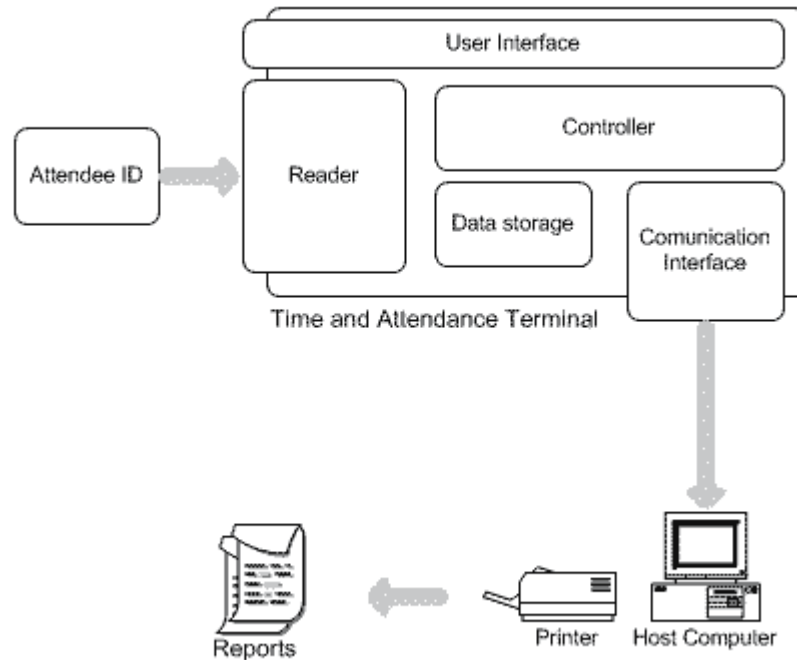 User Interface
Controller
Attendee ID
Reader
Data storage
Comunication
Interface
Time and Attendance Terminal
Reports
Printer
Host Computer